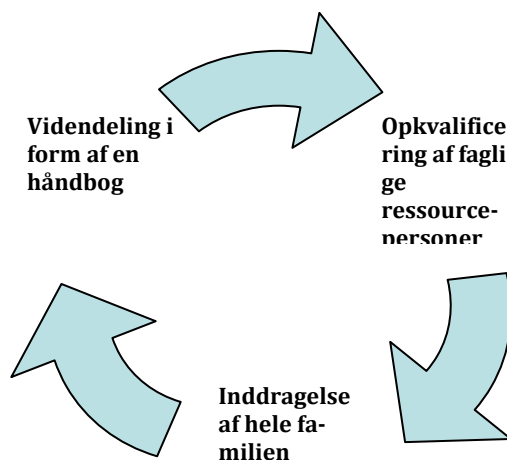 Videndeling i
form af en
håndbog
Opkvalifice
ring af fagli
ge
ressource-
personer
Inddragelse
af hele fa-
milien